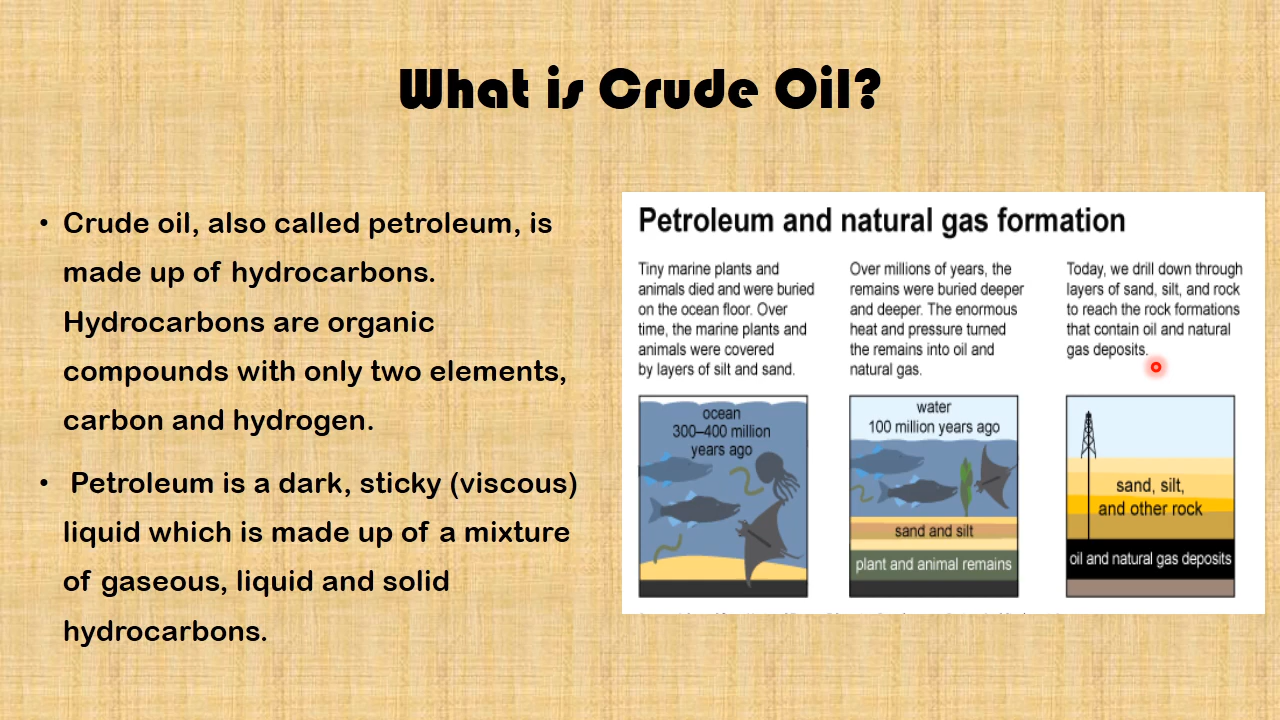 What is Crude Oil?
• Crude oil, also called petroleum, is
made up of hydrocarbons.
Hydrocarbons are organic
compounds with only two elements,
carbon and hydrogen.
• Petroleum is a dark, sticky (viscous)
liquid which is made up of a mixture
of gaseous, liquid and solid
hydrocarbons.
Petroleum and natural gas formation
Tiny marine plants and
animals died and were buried
on the ocean floor. Over
time, the marine plants and
animals were covered
by layers of silt and sand.
Over millions of years, the
remains were buried deeper
and deeper. The enormous
heat and pressure turned
the remains into oil and
natural gas.
Today, we drill down through
layers of sand, silt, and rock
to reach the rock formations
that contain oil and natural
gas deposits.
ocean
300–400 million
years ago
water
100 million years ago
sand and silt
plant and animal remains
sand, silt,
and other rock
oil and natural gas deposits